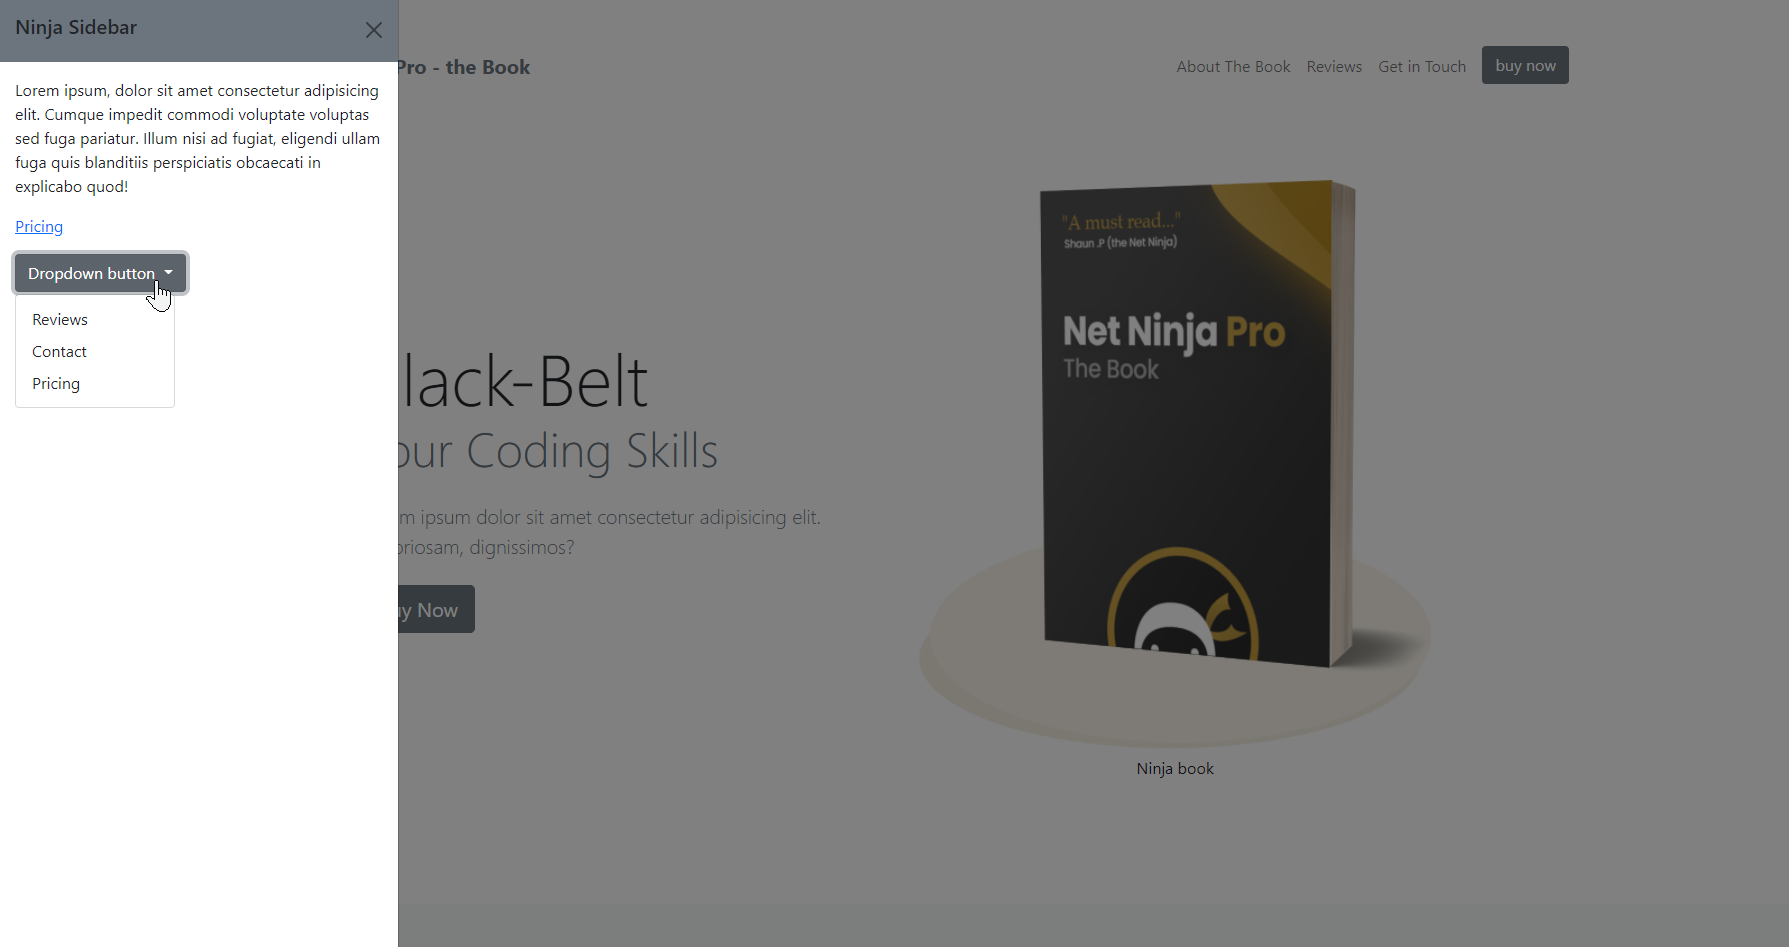 Ninja Sidebar
Lorem ipsum, dolor sit amet consectetur adipisicing
elit. Cumque impedit commodi voluptate voluptas
sed fuga pariatur. Illum nisi ad fugiat, eligendi ullam
fuga quis blanditiis perspiciatis obcaecati in
explicabo quod!
Pricing
Dropdown button
Reviews
Contact
Pricing
Pro - the Book
About The Book Reviews Get in Touch buy now
lack-Belt
our Coding Skills
m ipsum dolor sit amet consectetur adipisicing elit.
oriosam, dignissimos?
y Now
"A must read..."
Shaun .P (the Net Ninja)
Net Ninja Pro
The Book
Ninja book